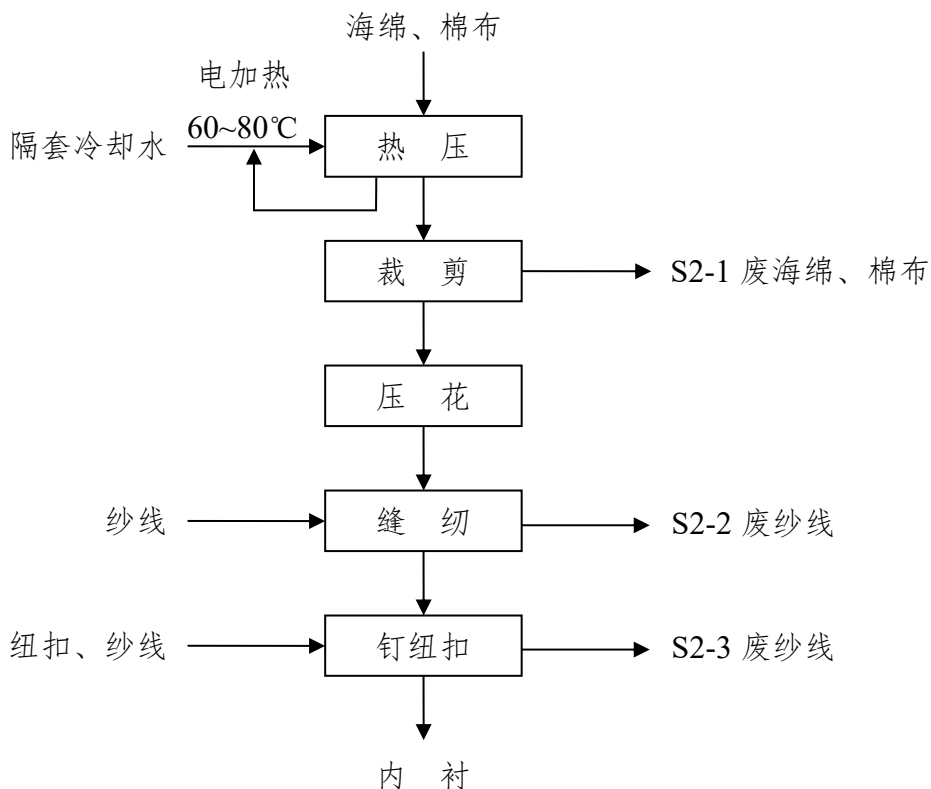 海绵、棉布
电加热
60~80℃
隔套冷却水
热 压
裁 剪
S2-1 废海绵、棉布
压 花
纱线
缝 纫
S2-2 废纱线
纽扣、纱线
钉纽扣
S2-3 废纱线
内 衬